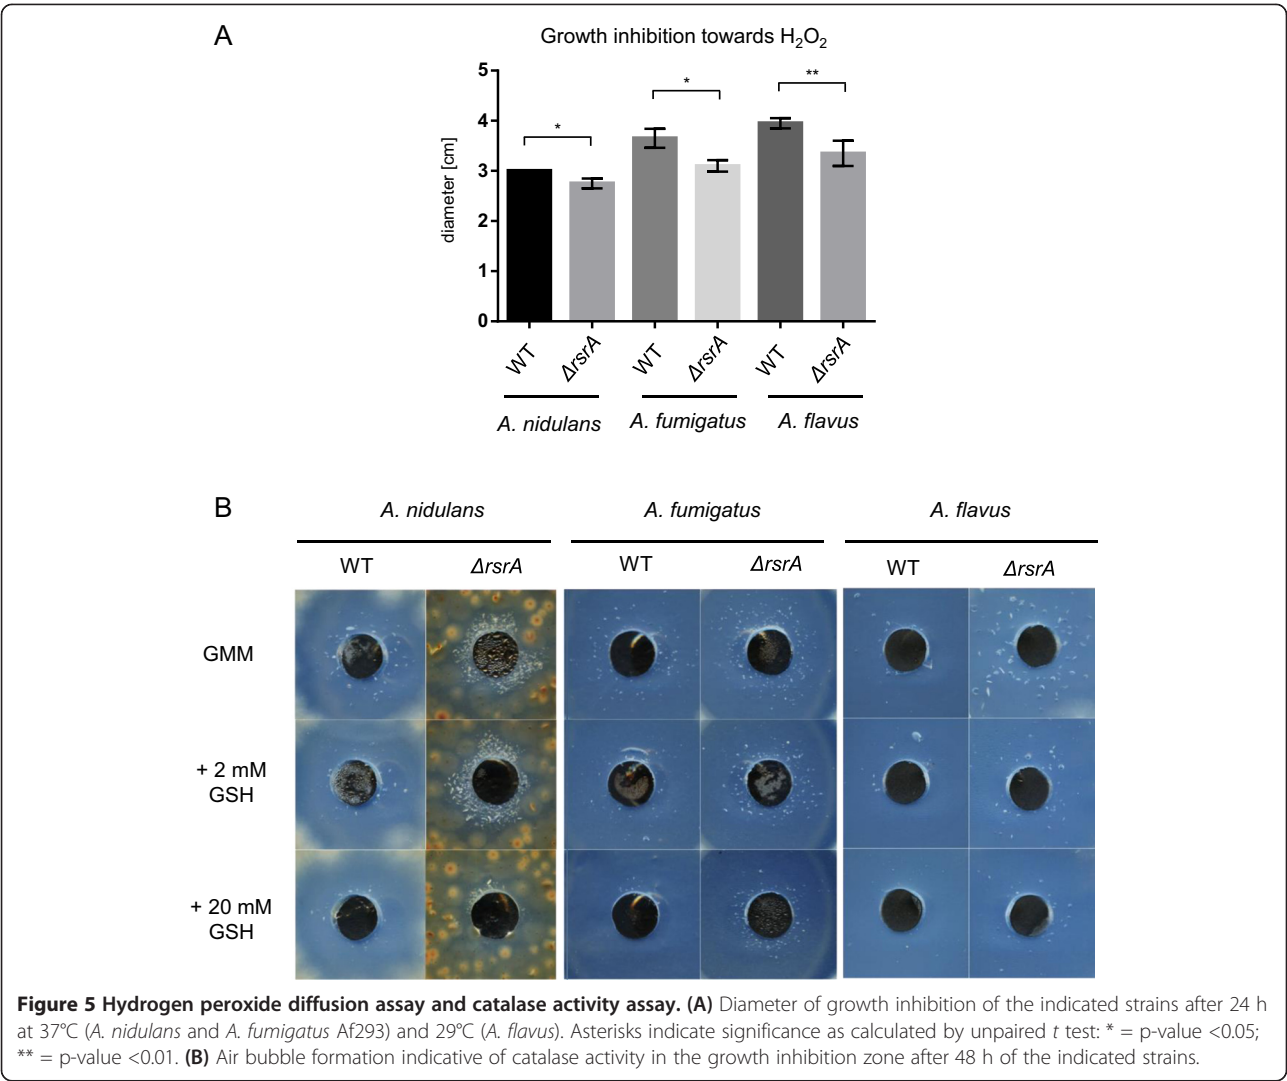 A
Growth inhibition towards H₂O₂
diameter [cm]
5
4
3
2
1
0
*
*
**
WT
ΔrsrA
WT
ΔrsrA
WT
ΔrsrA
A. nidulans
A. fumigatus
A. flavus
B
A. nidulans
A. fumigatus
A. flavus
WT
ΔrsrA
WT
ΔrsrA
WT
ΔrsrA
GMM
+ 2 mM
GSH
+ 20 mM
GSH
Figure 5 Hydrogen peroxide diffusion assay and catalase activity assay. (A) Diameter of growth inhibition of the indicated strains after 24 h
at 37°C (A. nidulans and A. fumigatus Af293) and 29°C (A. flavus). Asterisks indicate significance as calculated by unpaired t test: * = p-value <0.05;
** = p-value <0.01. (B) Air bubble formation indicative of catalase activity in the growth inhibition zone after 48 h of the indicated strains.